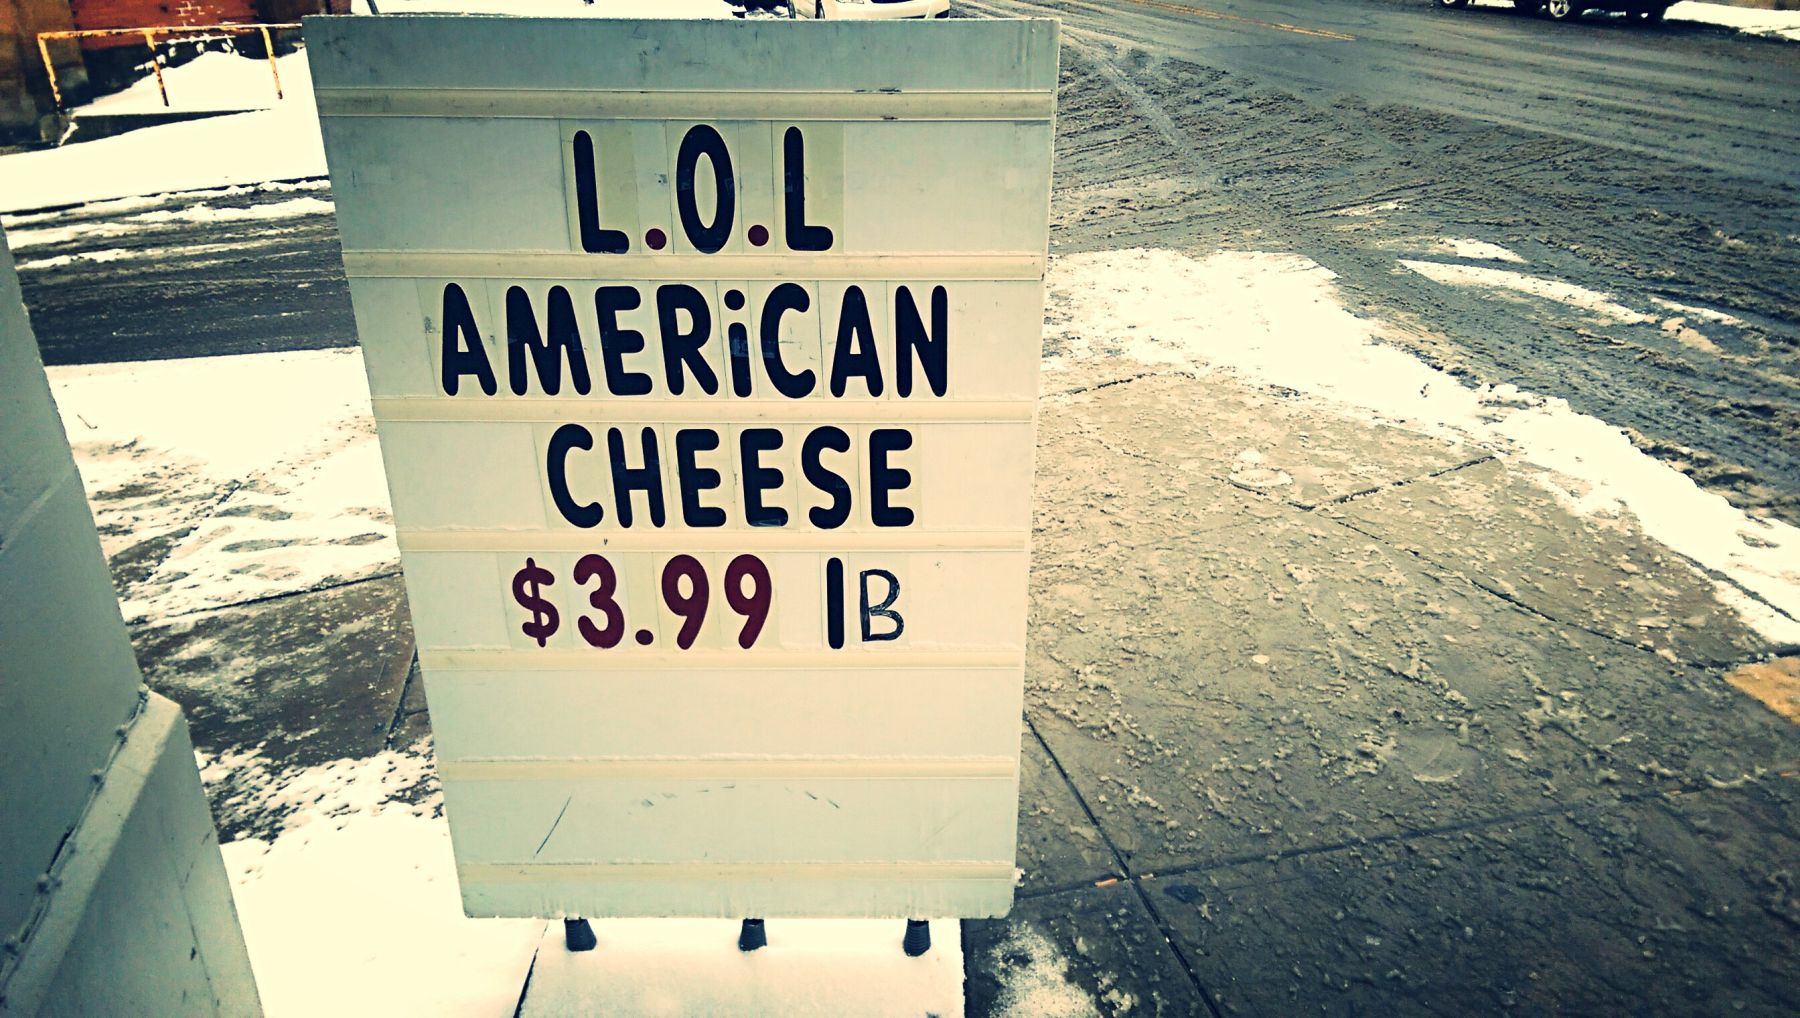 L.O.L
AMERiCAN
CHEESE
$3.99 lB